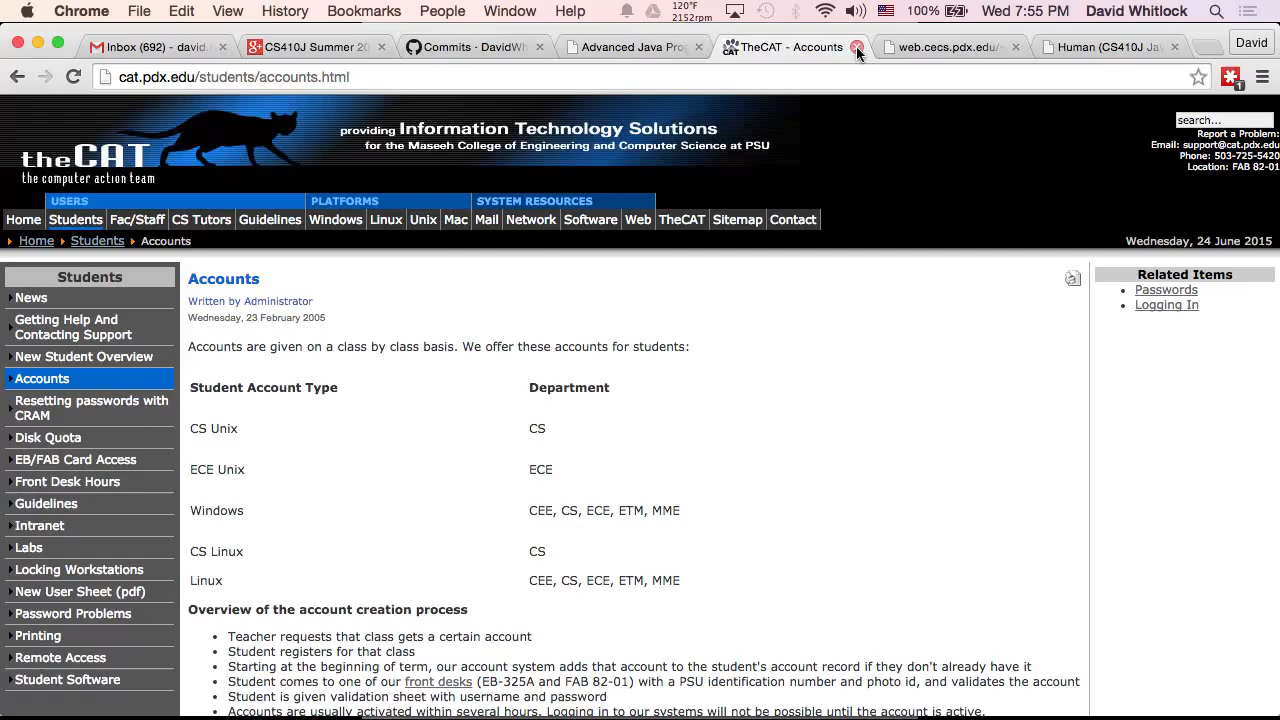 Chrome File Edit View History Bookmarks People Window Help 120°F 2152rpm 100% Wed 7:55 PM David Whitlock
Inbox (692) - david. CS410J Summer 20 Commits - DavidWh Advanced Java Pro TheCAT - Accounts web.cecs.pdx.edu/~ Human (CS410J Ja David
cat.pdx.edu/students/accounts.html 1
theCAT
the computer action team
providing Information Technology Solutions
for the Maseeh College of Engineering and Computer Science at PSU
search...
Report a Problem:
Email: support@cat.pdx.edu
Phone: 503-725-5420
Location: FAB 82-01
USERS PLATFORMS SYSTEM RESOURCES
Home Students Fac/Staff CS Tutors Guidelines Windows Linux Unix Mac Mail Network Software Web TheCAT Sitemap Contact
Home Students Accounts Wednesday, 24 June 2015
Students
News
Getting Help And
Contacting Support
New Student Overview
Accounts
Resetting passwords with
CRAM
Disk Quota
EB/FAB Card Access
Front Desk Hours
Guidelines
Intranet
Labs
Locking Workstations
New User Sheet (pdf)
Password Problems
Printing
Remote Access
Student Software
Accounts
Written by Administrator
Wednesday, 23 February 2005
Accounts are given on a class by class basis. We offer these accounts for students:
Student Account Type Department
CS Unix CS
ECE Unix ECE
Windows CEE, CS, ECE, ETM, MME
CS Linux CS
Linux CEE, CS, ECE, ETM, MME
Overview of the account creation process
• Teacher requests that class gets a certain account
• Student registers for that class
• Starting at the beginning of term, our account system adds that account to the student's account record if they don't already have it
• Student comes to one of our front desks (EB-325A and FAB 82-01) with a PSU identification number and photo id, and validates the account
• Student is given validation sheet with username and password
• Accounts are usually activated within several hours. Logging in to our systems will not be possible until the account is active.
Related Items
• Passwords
• Logging In